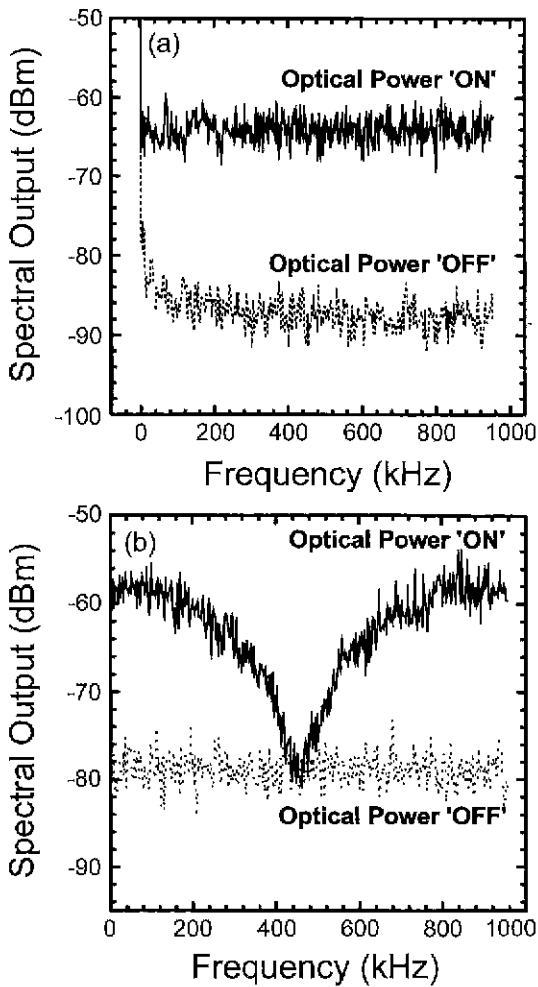 (a)
Optical Power 'ON'
Optical Power 'OFF'
Spectral Output (dBm)
-50
-60
-70
-80
-90
-100
0 200 400 600 800 1000
Frequency (kHz)
(b)
Optical Power 'ON'
Optical Power 'OFF'
Spectral Output (dBm)
-50
-60
-70
-80
-90
0 200 400 600 800 1000
Frequency (kHz)